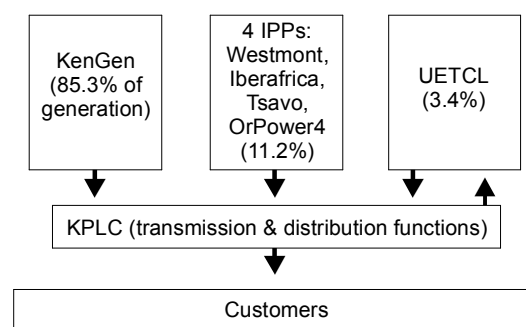 KenGen
(85.3% of
generation)
4 IPPs:
Westmont,
Iberafrica,
Tsavo,
OrPower4
(11.2%)
UETCL
(3.4%)
KPLC (transmission & distribution functions)
Customers